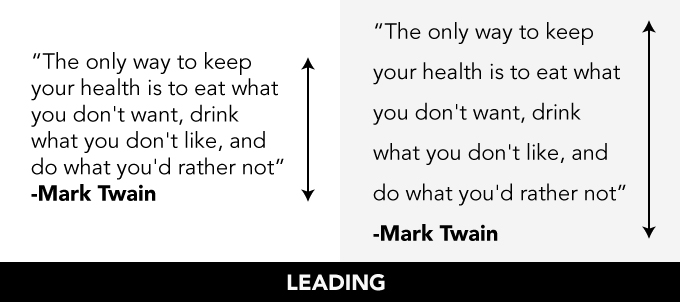 “The only way to keep
your health is to eat what
you don't want, drink
what you don't like, and
do what you'd rather not”
-Mark Twain
“The only way to keep
your health is to eat what
you don't want, drink
what you don't like, and
do what you'd rather not”
-Mark Twain
LEADING